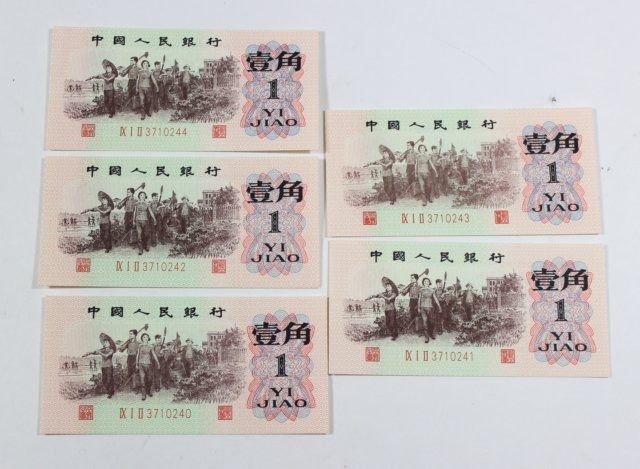 中國人民銀行
壹角
1
YI
JIAO
IX I II 3710244
中國人民銀行
壹角
1
YI
JIAO
IX I II 3710242
中國人民銀行
壹角
1
YI
JIAO
IX I II 3710240
中國人民銀行
壹角
1
YI
JIAO
IX I II 3710243
中國人民銀行
壹角
1
YI
JIAO
IX I II 3710241